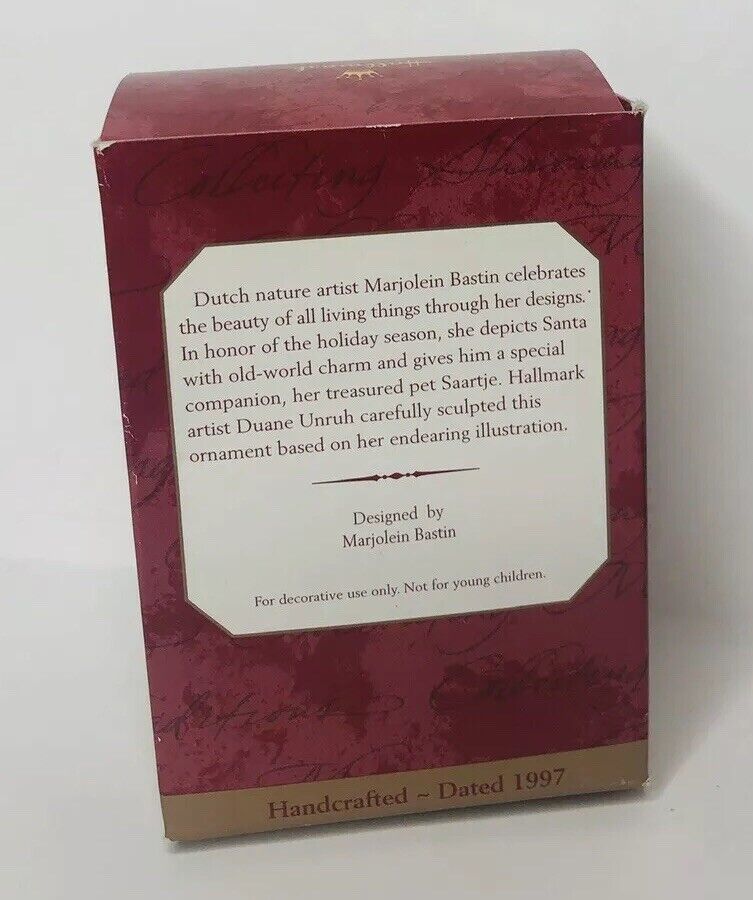 Hallmark
Collecting
Dutch nature artist Marjolein Bastin celebrates
the beauty of all living things through her designs.
In honor of the holiday season, she depicts Santa
with old-world charm and gives him a special
companion, her treasured pet Saartje. Hallmark
artist Duane Unruh carefully sculpted this
ornament based on her endearing illustration.
Designed by
Marjolein Bastin
For decorative use only. Not for young children.
Handcrafted ~ Dated 1997